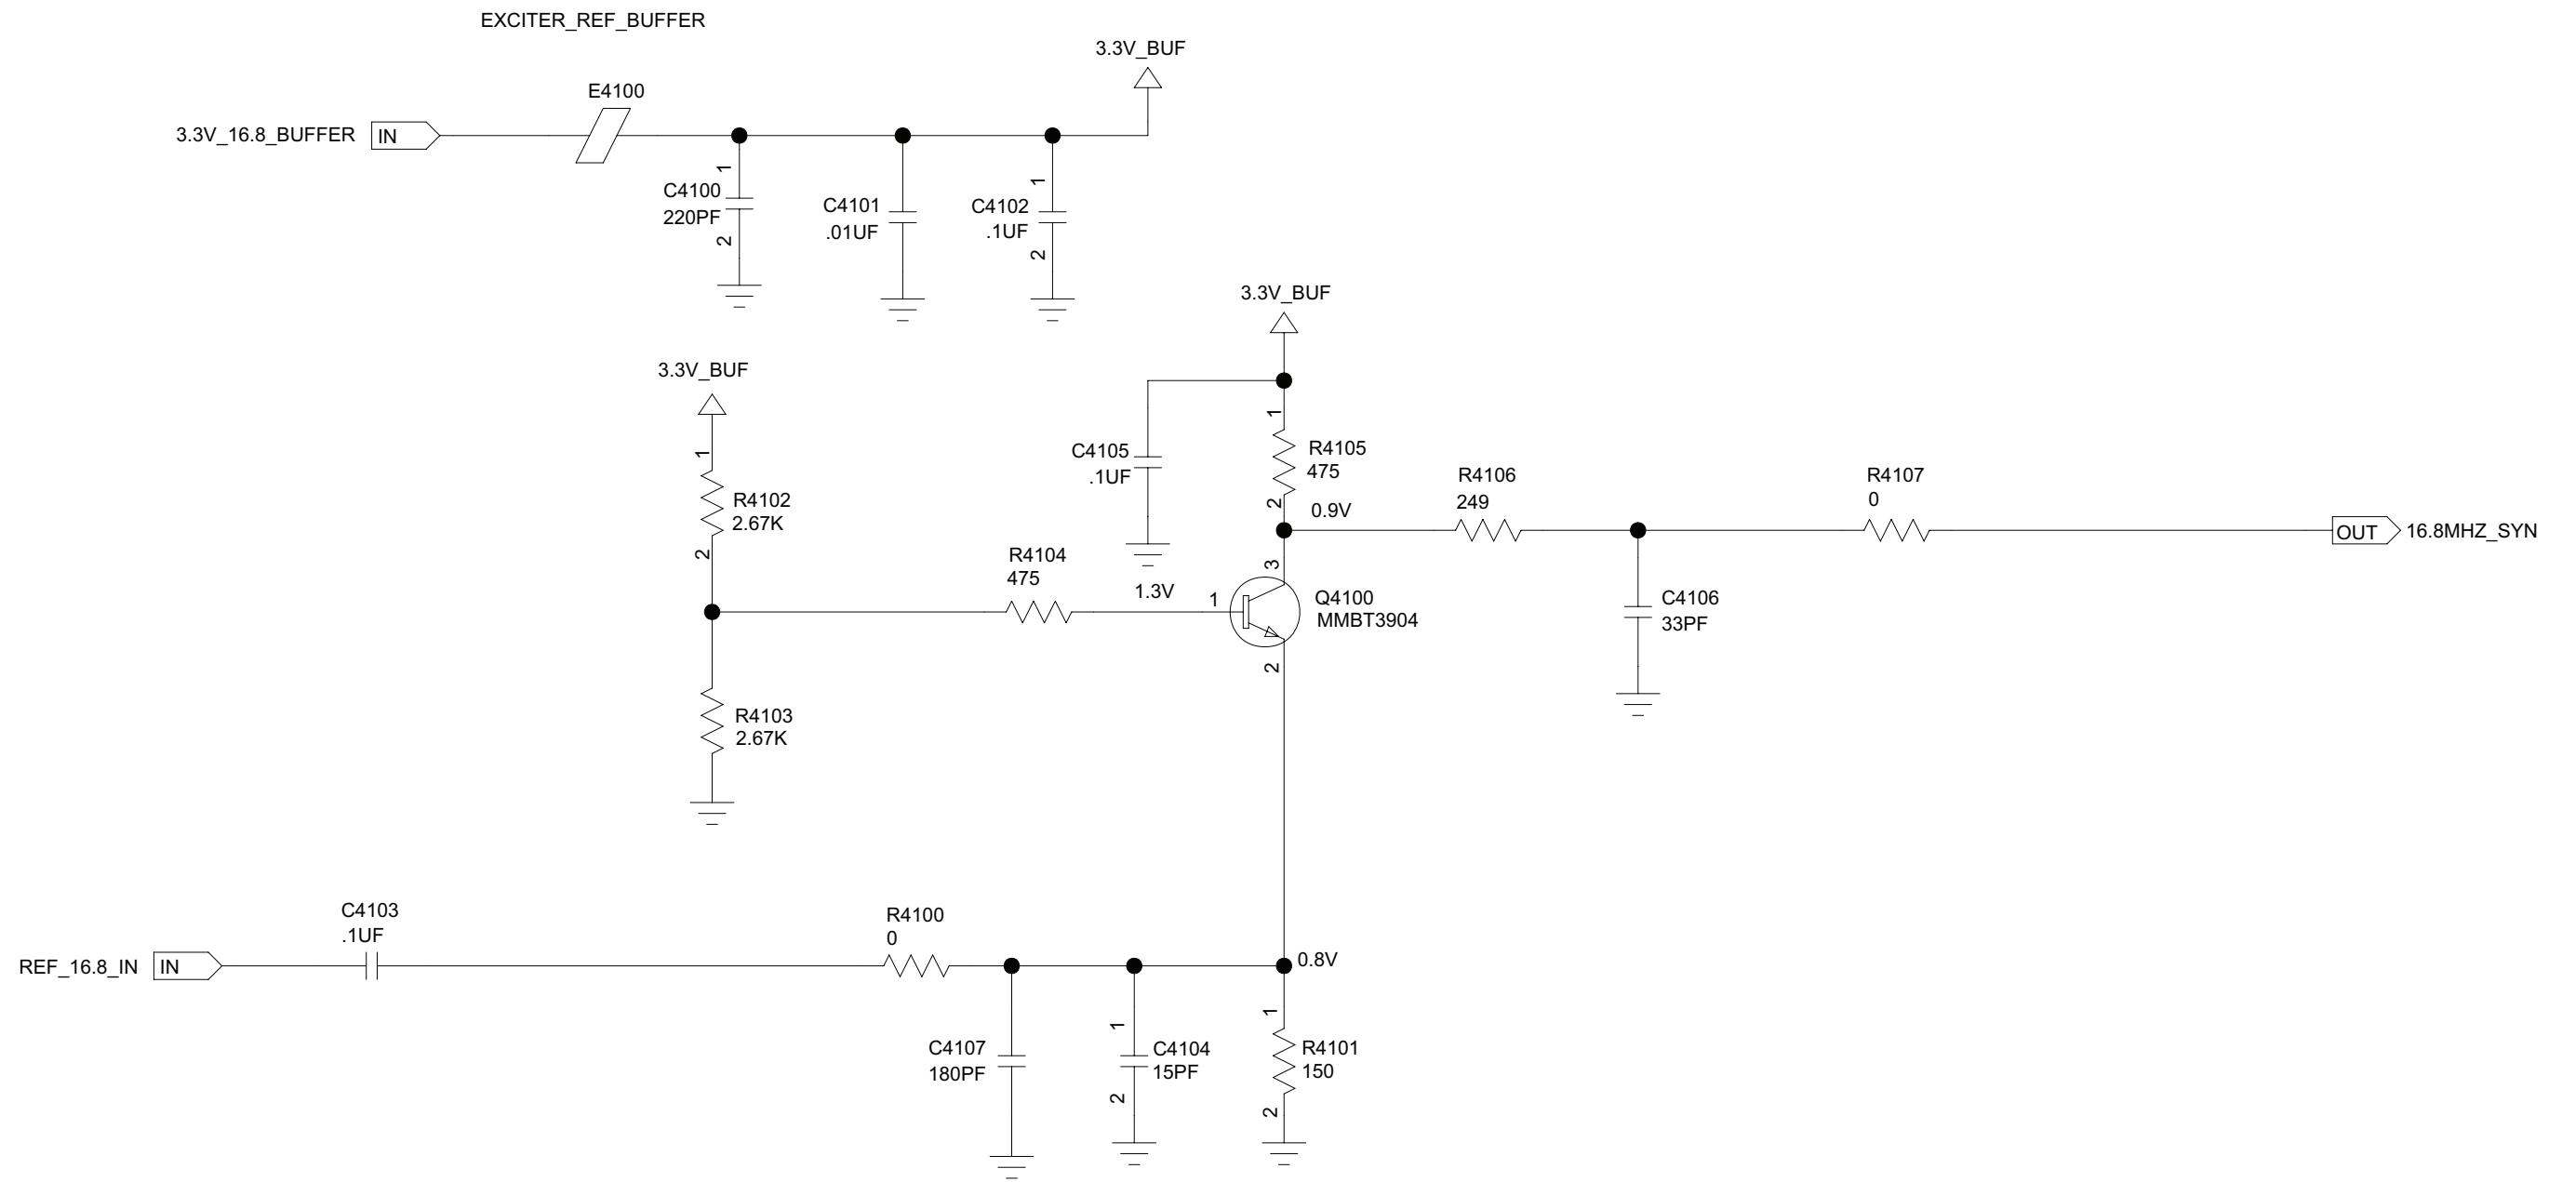 EXCITER_REF_BUFFER
3.3V_BUF
E4100
3.3V_16.8_BUFFER
IN
1
C4100
220PF
2
C4101
.01UF
1
C4102
.1UF
2
3.3V_BUF
3.3V_BUF
1
R4102
2.67K
2
C4105
.1UF
1
R4105
475
2
0.9V
R4106
249
R4107
0
OUT
16.8MHZ_SYN
R4104
475
1.3V
1
3
Q4100
MMBT3904
2
C4106
33PF
R4103
2.67K
C4103
.1UF
REF_16.8_IN
IN
R4100
0
0.8V
C4107
180PF
1
C4104
15PF
2
1
R4101
150
2